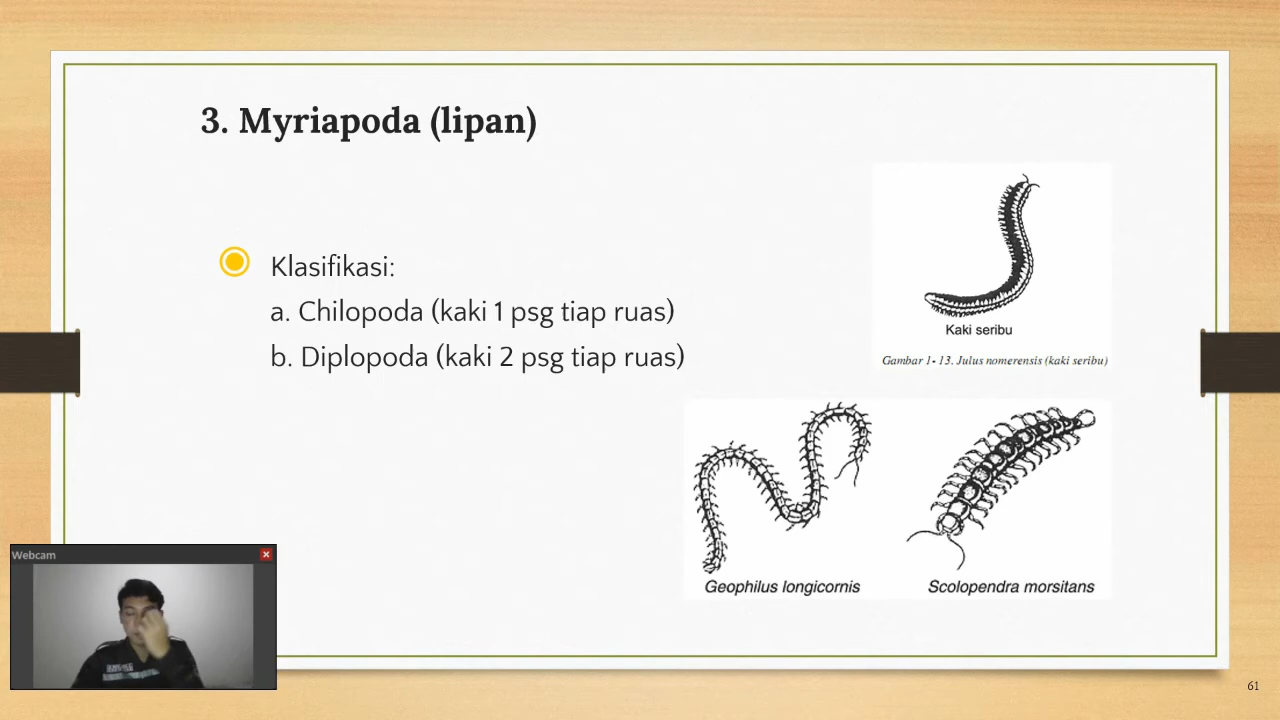 3. Myriapoda (lipan)
Klasifikasi:
a. Chilopoda (kaki 1 psg tiap ruas)
b. Diplopoda (kaki 2 psg tiap ruas)
Kaki seribu
Gambar 1- 13. Julus nomerensis (kaki seribu)
Geophilus longicornis
Scolopendra morsitans
Webcam
61